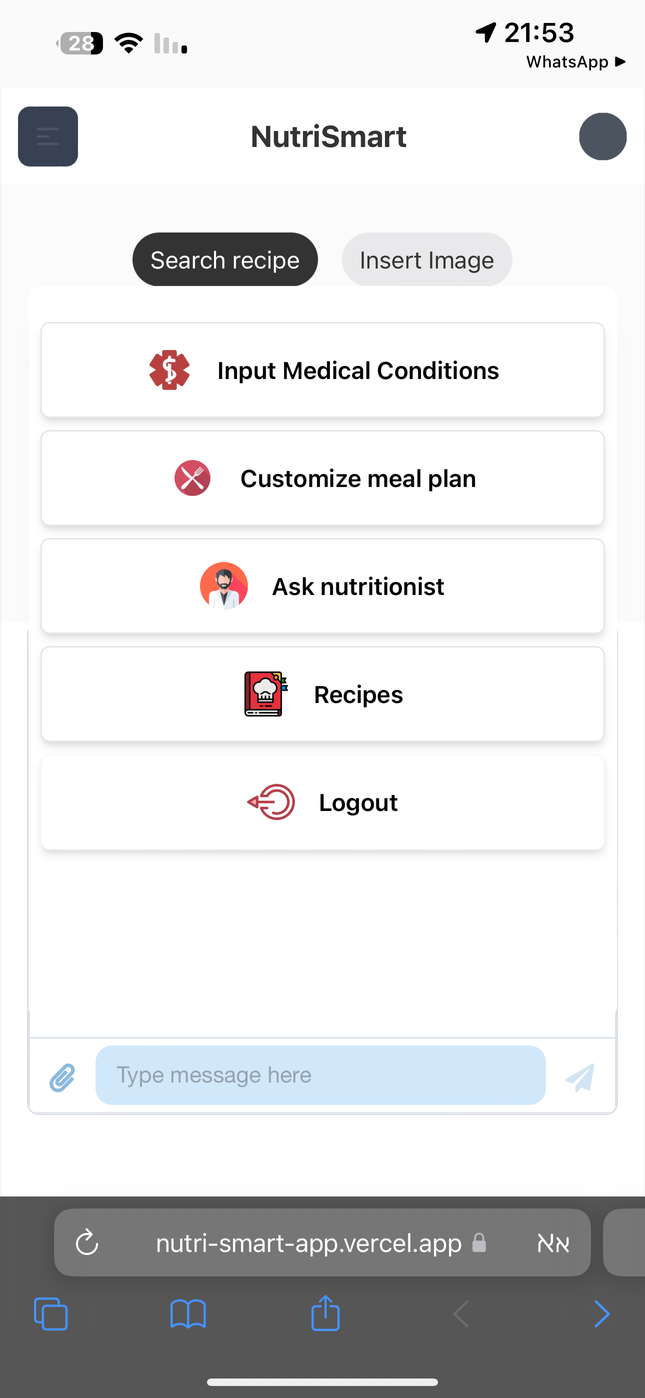 28
21:53
WhatsApp ▶
NutriSmart
Search recipe
Insert Image
Input Medical Conditions
Customize meal plan
Ask nutritionist
Recipes
Logout
Type message here
nutri-smart-app.vercel.app
אא